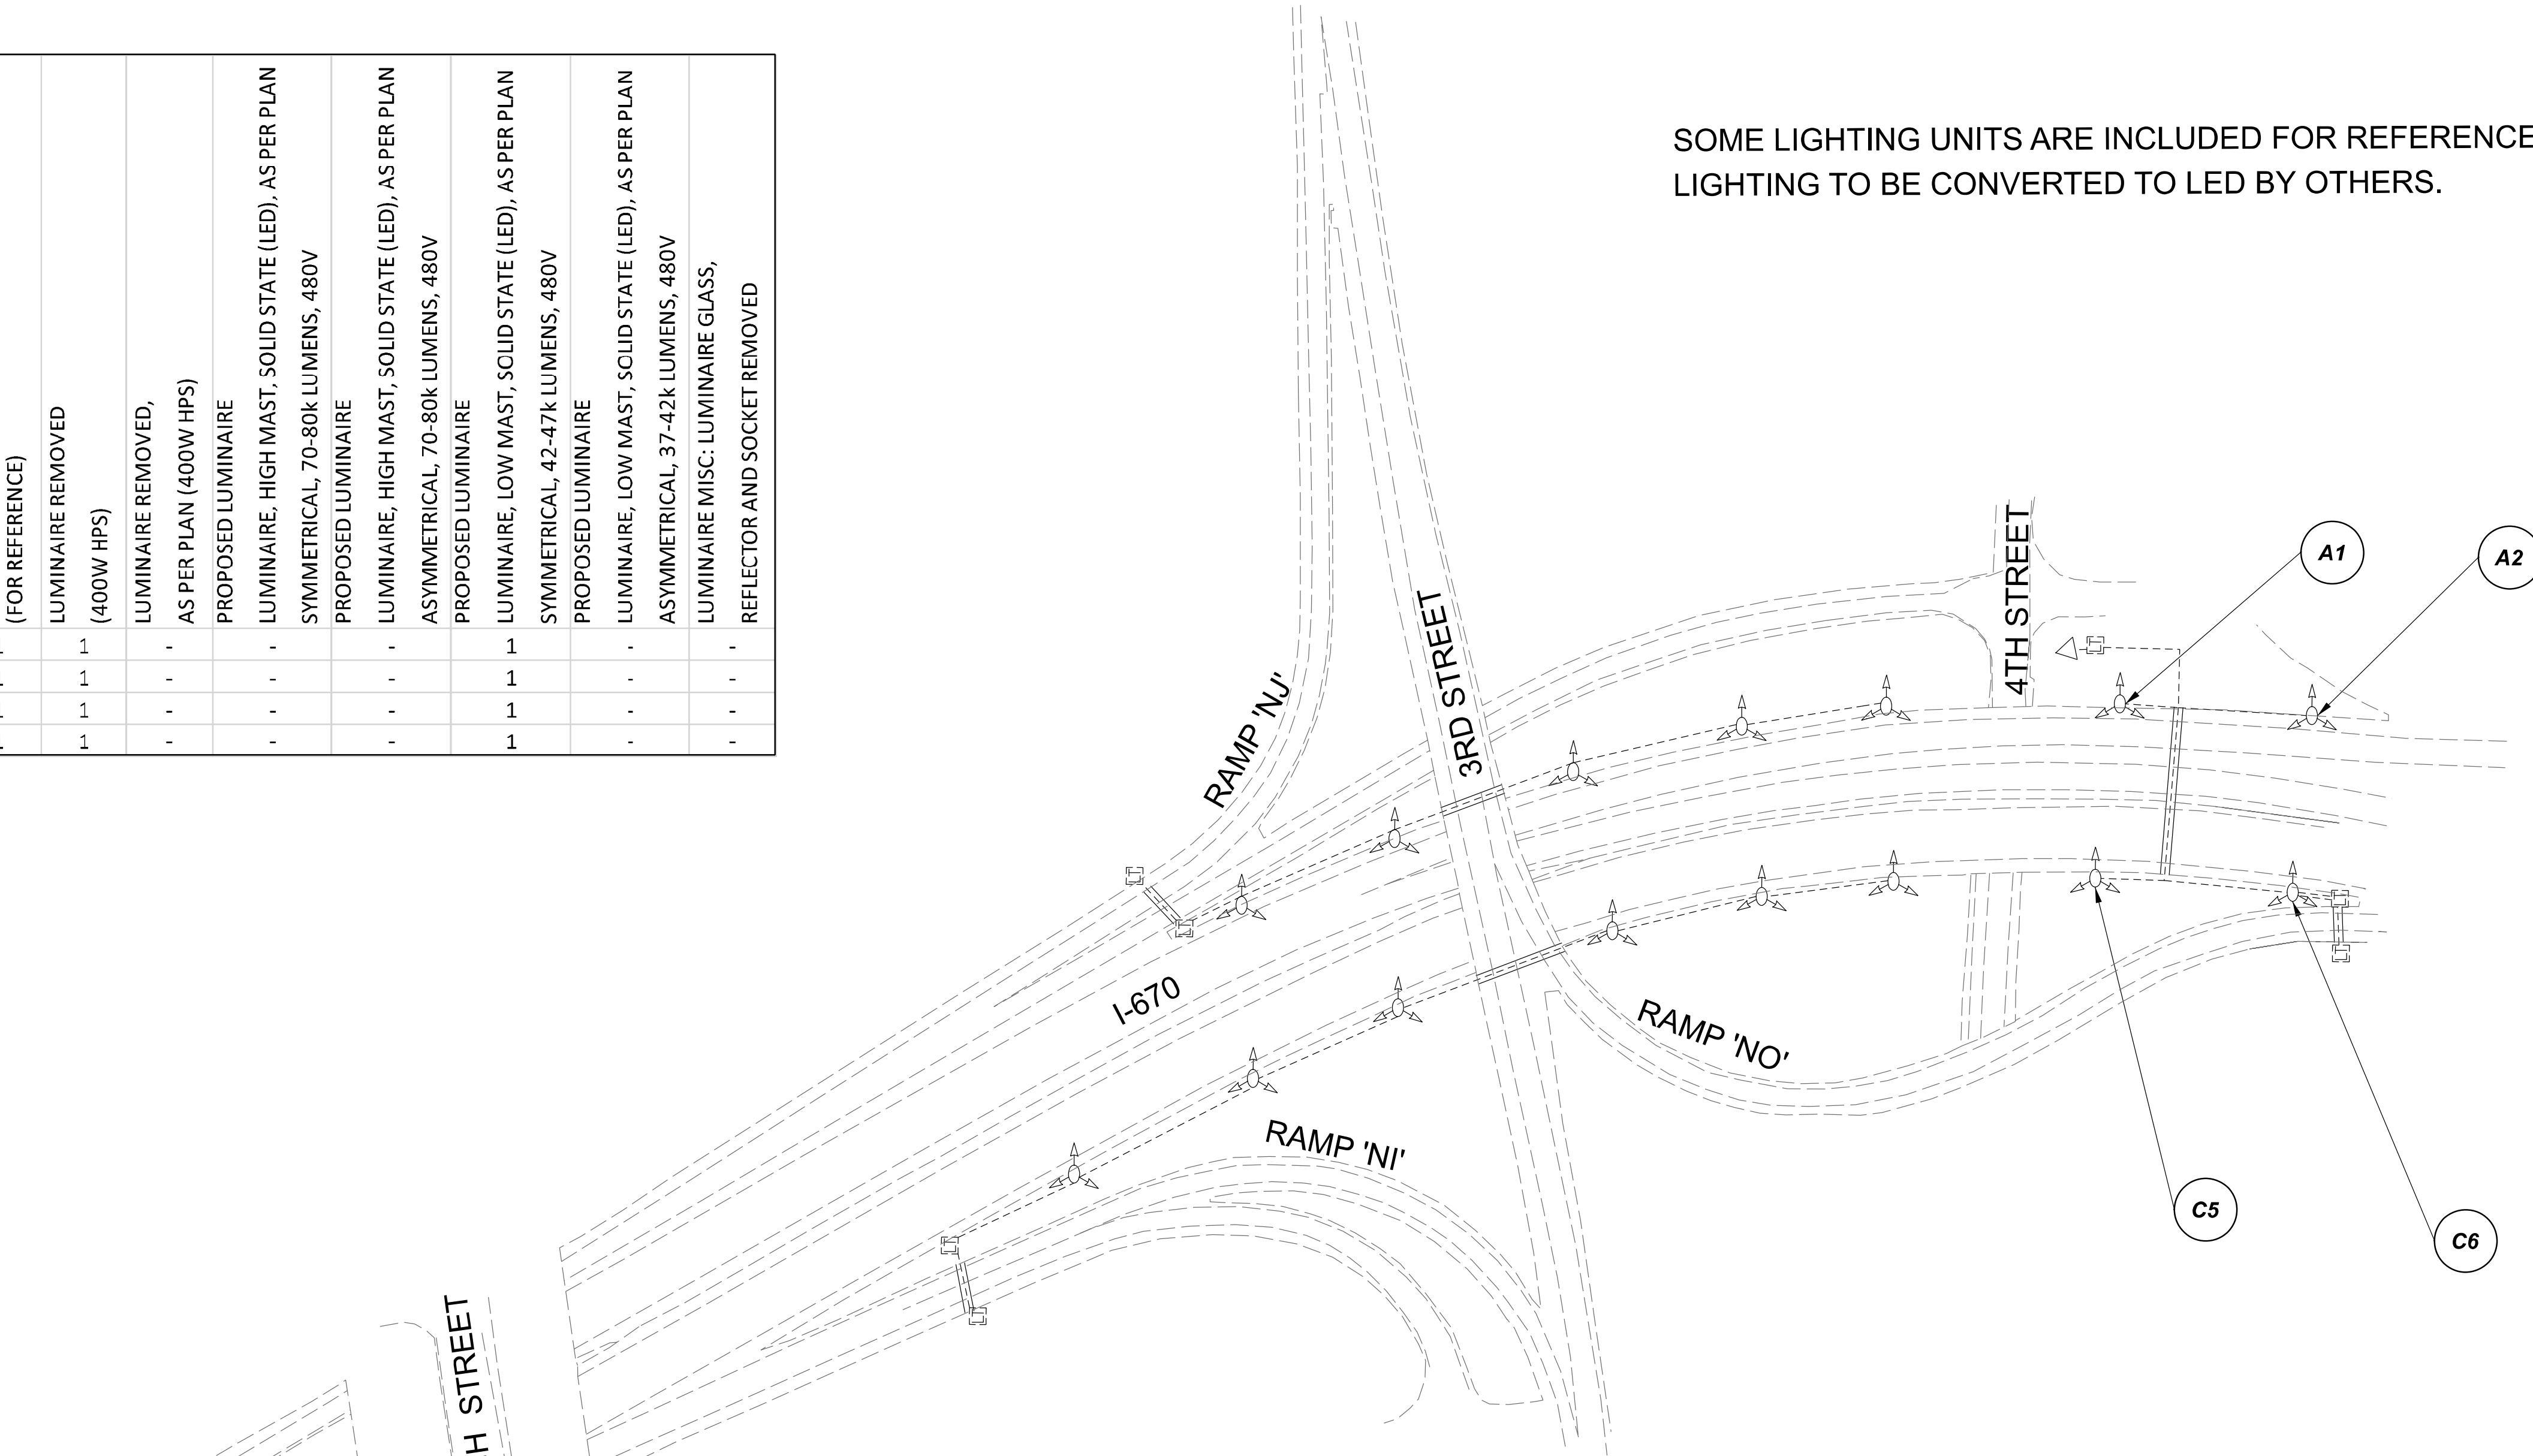 (FOR REFERENCE)
LUMINAIRE REMOVED
(400W HPS)
LUMINAIRE REMOVED,
AS PER PLAN (400W HPS)
PROPOSED LUMINAIRE
LUMINAIRE, HIGH MAST, SOLID STATE (LED), AS PER PLAN
SYMMETRICAL, 70-80k LUMENS, 480V
PROPOSED LUMINAIRE
LUMINAIRE, HIGH MAST, SOLID STATE (LED), AS PER PLAN
ASYMMETRICAL, 70-80k LUMENS, 480V
PROPOSED LUMINAIRE
LUMINAIRE, LOW MAST, SOLID STATE (LED), AS PER PLAN
SYMMETRICAL, 42-47k LUMENS, 480V
PROPOSED LUMINAIRE
LUMINAIRE, LOW MAST, SOLID STATE (LED), AS PER PLAN
ASYMMETRICAL, 37-42k LUMENS, 480V
LUMINAIRE MISC: LUMINAIRE GLASS,
REFLECTOR AND SOCKET REMOVED
1 - - - 1 - -
1 - - - 1 - -
1 - - - 1 - -
1 - - - 1 - -
SOME LIGHTING UNITS ARE INCLUDED FOR REFERENCE
LIGHTING TO BE CONVERTED TO LED BY OTHERS.
4TH STREET
A1
A2
3RD STREET
RAMP 'NJ'
I-670
RAMP 'NO'
RAMP 'NI'
C5
C6
H STREET